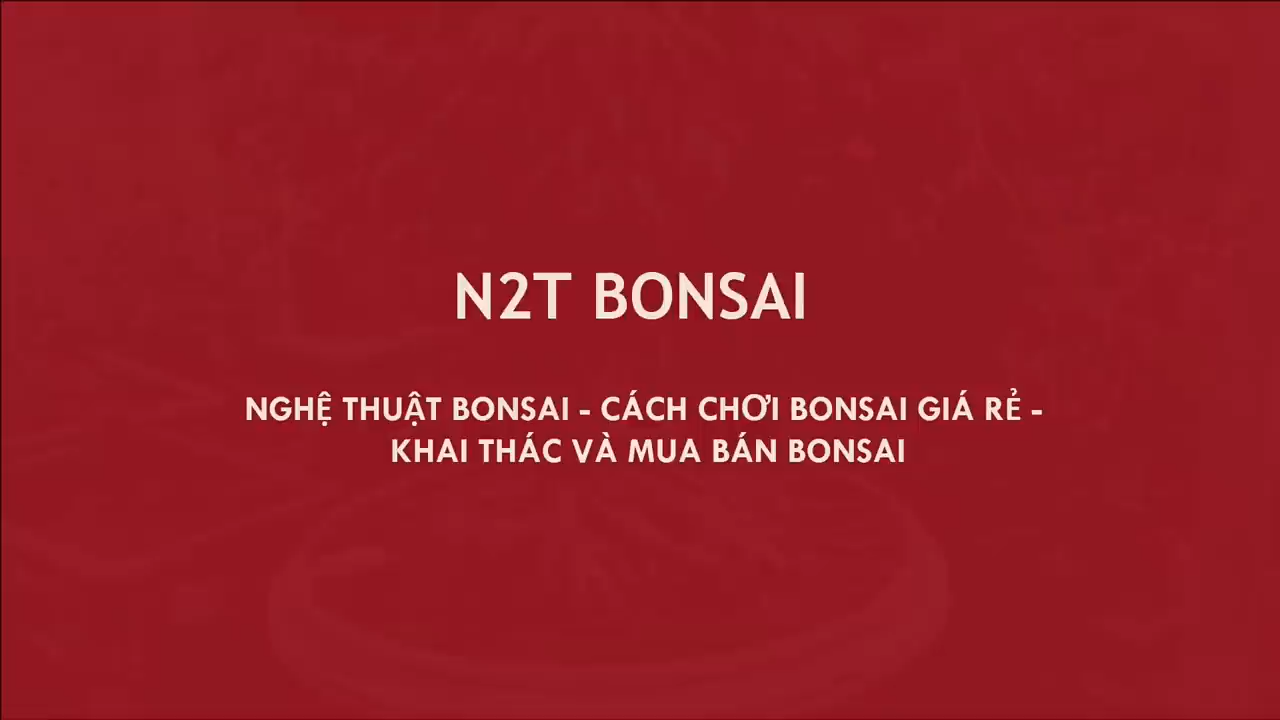 N2T BONSAI
NGHỆ THUẬT BONSAI - CÁCH CHƠI BONSAI GIÁ RẺ -
KHAI THÁC VÀ MUA BÁN BONSAI